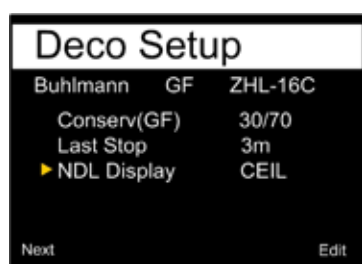 Deco Setup
Buhlmann GF ZHL-16C
Conserv(GF) 30/70
Last Stop 3m
NDL Display CEIL
Next Edit